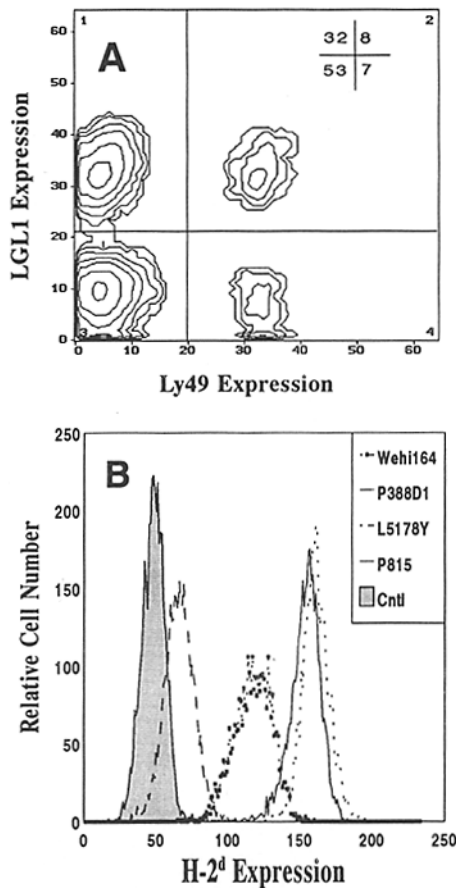 A
1
2
3
4
32 8
53 7
60
50
40
30
20
10
0
LGL1 Expression
0 10 20 30 40 50 60
Ly49 Expression
B
250
200
150
100
50
0
Relative Cell Number
Wehi164
P388D1
L5178Y
P815
Cntl
0 50 100 150 200 250
H-2d Expression